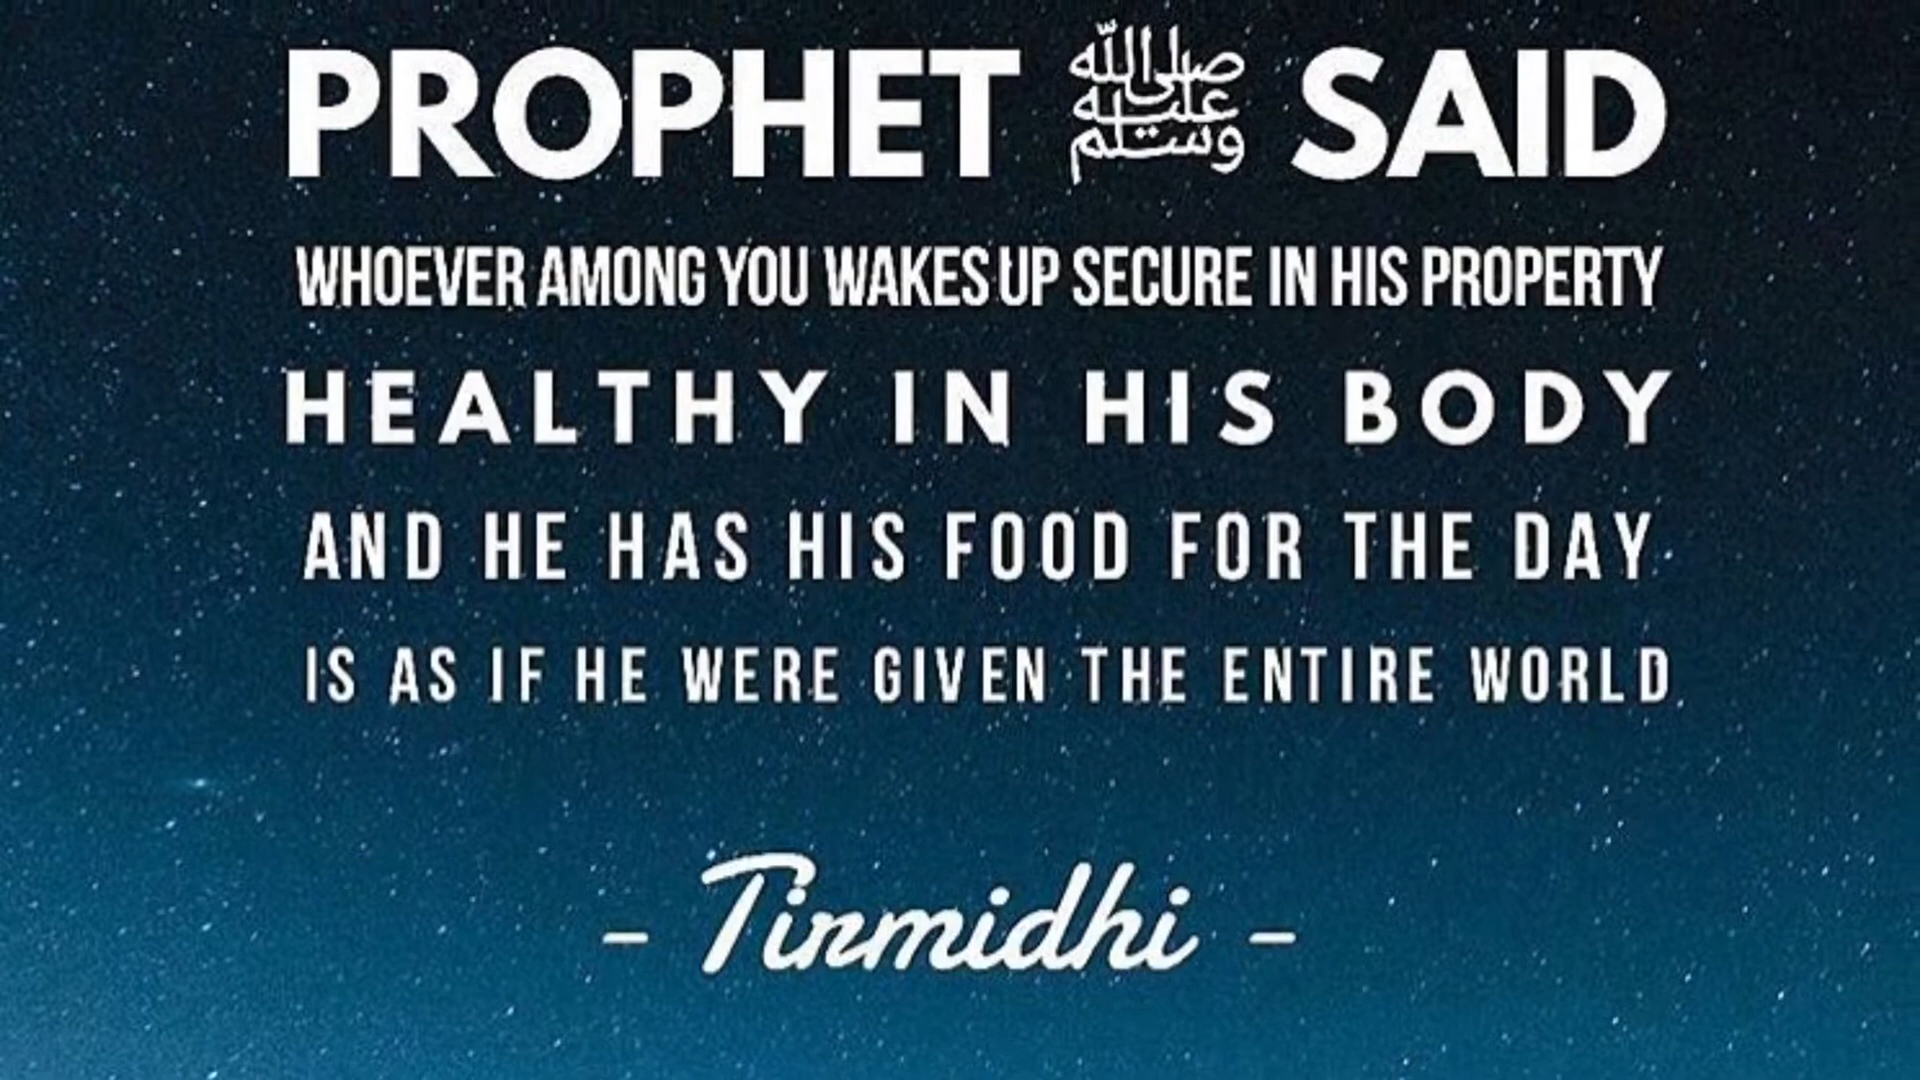 PROPHET ﷺ SAID
WHOEVER AMONG YOU WAKES UP SECURE IN HIS PROPERTY
HEALTHY IN HIS BODY
AND HE HAS HIS FOOD FOR THE DAY
IS AS IF HE WERE GIVEN THE ENTIRE WORLD
- Tirmidhi -